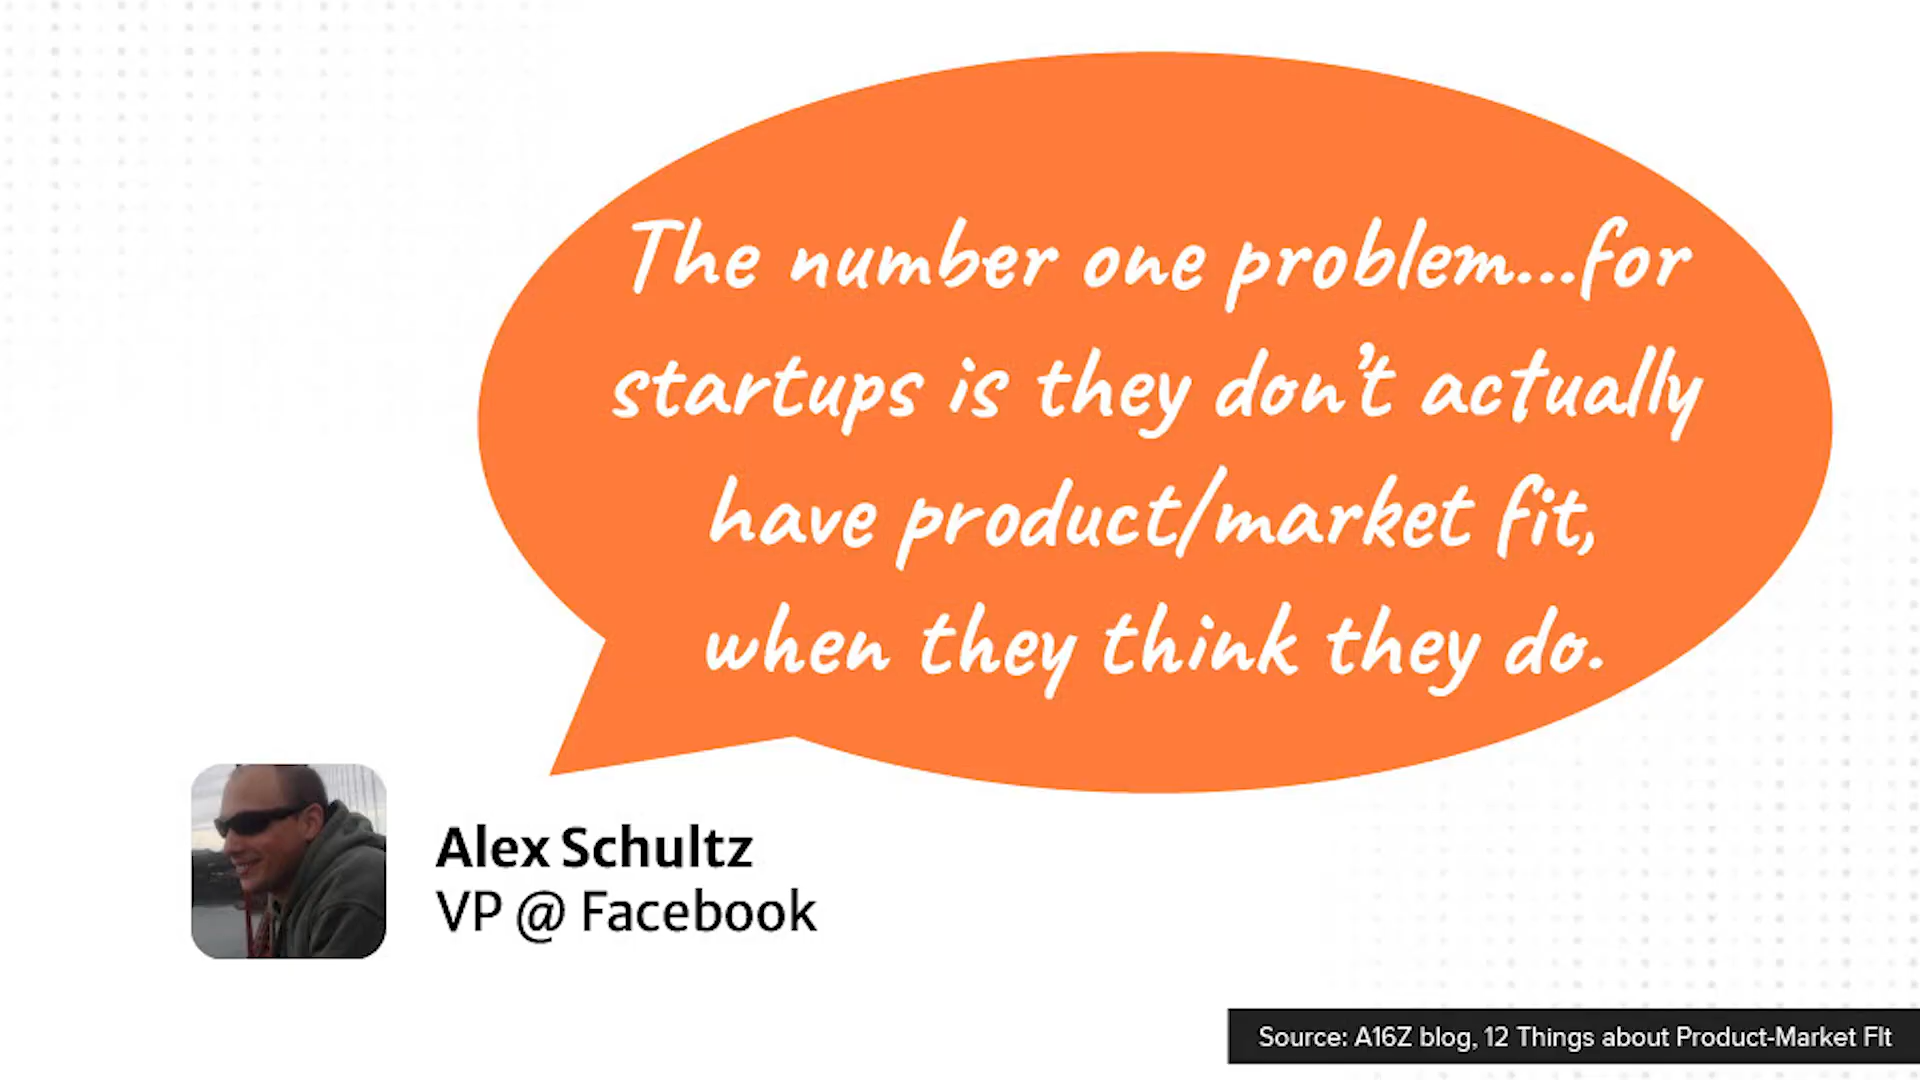 The number one problem...for
startups is they don't actually
have product/market fit,
when they think they do.
Alex Schultz
VP @ Facebook
Source: A16Z blog, 12 Things about Product-Market FIt